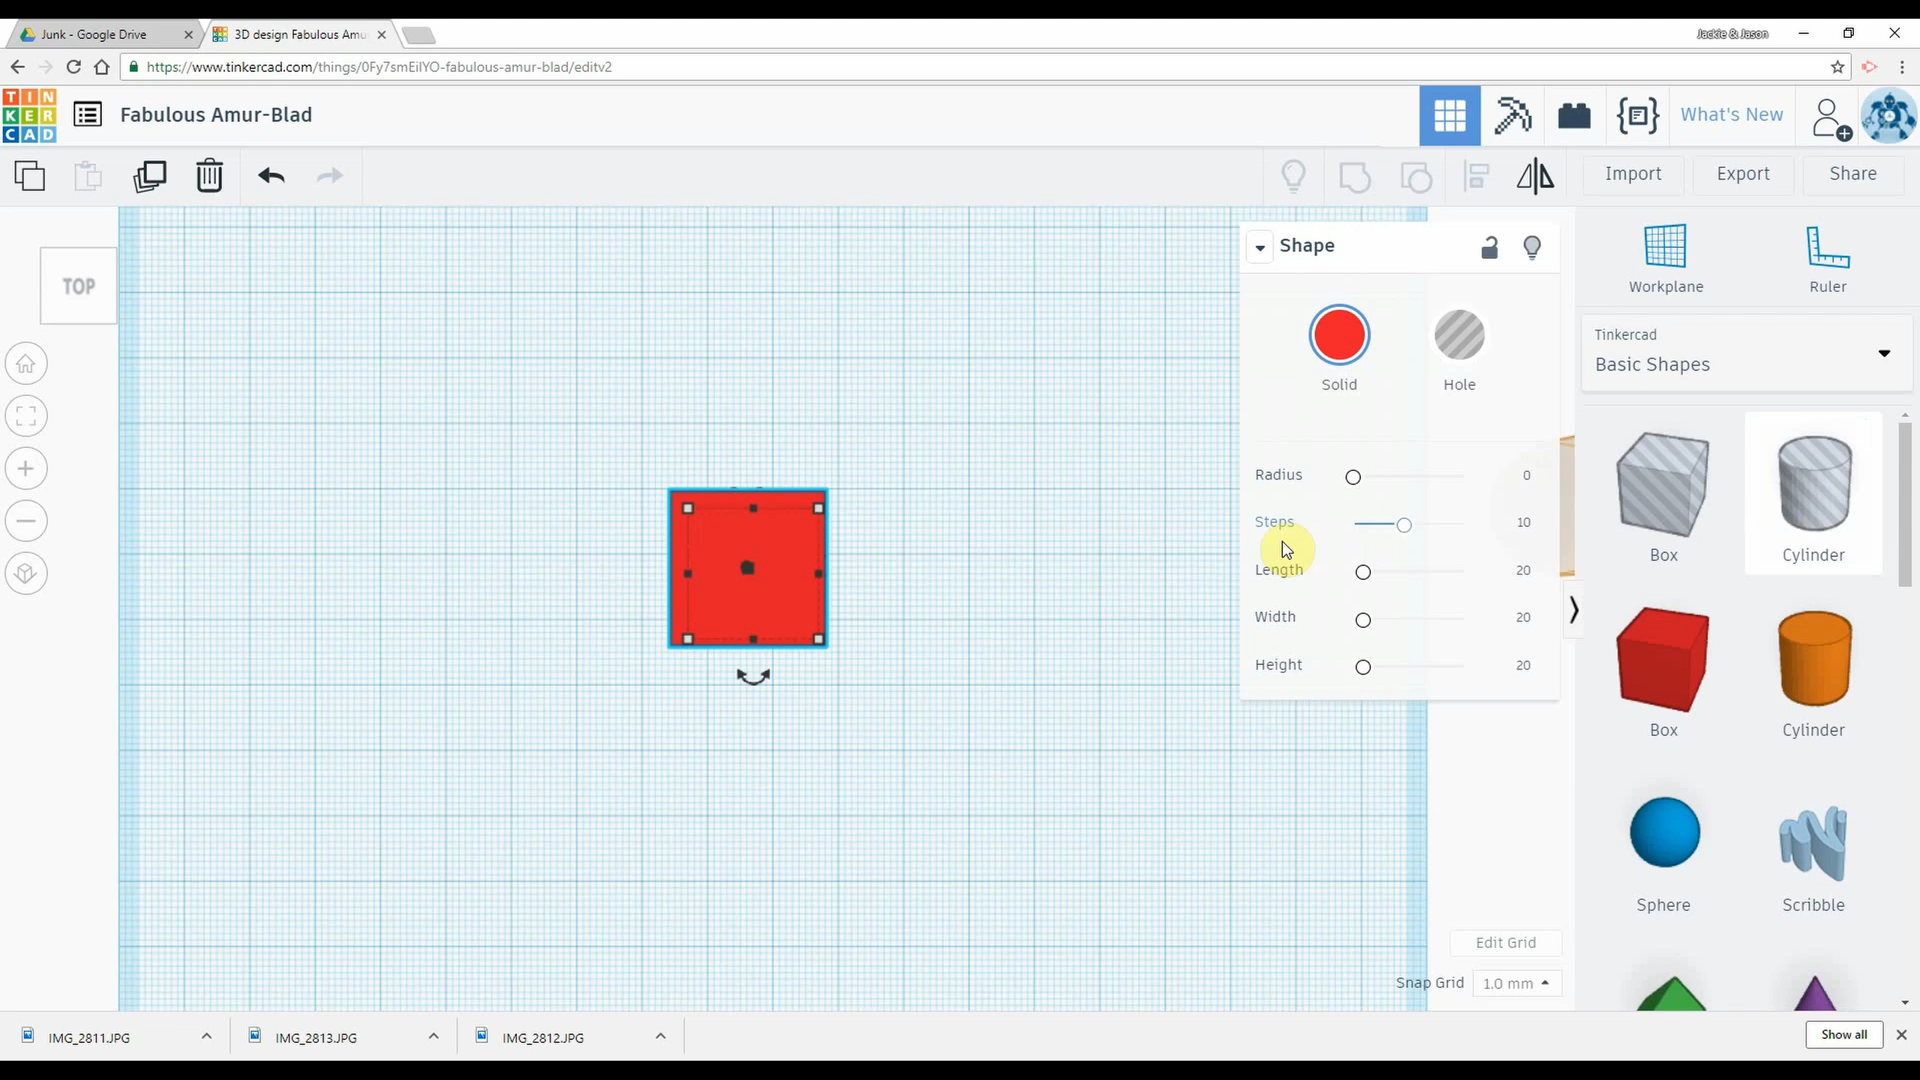 Junk - Google Drive
3D design Fabulous Amu
Jackie & Jason
https://www.tinkercad.com/things/0Fy7smEilYO-fabulous-amur-blad/editv2
TIN
KER
CAD
Fabulous Amur-Blad
What's New
Import
Export
Share
TOP
Shape
Solid
Hole
Radius 0
Steps 10
Length 20
Width 20
Height 20
Workplane
Ruler
Tinkercad
Basic Shapes
Box
Cylinder
Box
Cylinder
Sphere
Scribble
Edit Grid
Snap Grid 1.0 mm
IMG_2811.JPG
IMG_2813.JPG
IMG_2812.JPG
Show all